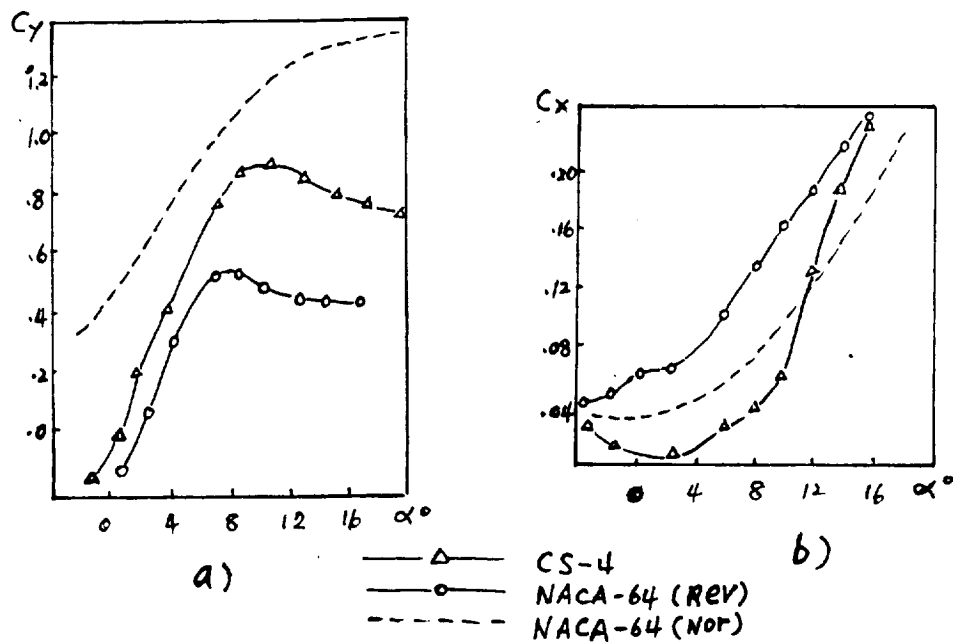 Cy
1.2
1.0
.8
.6
.4
.2
.0
0 4 8 12 16 α°
a)
Cx
.20
.16
.12
.08
.04
0 4 8 12 16 α°
b)
CS-4
NACA-64 (Rev)
NACA-64 (Nor)